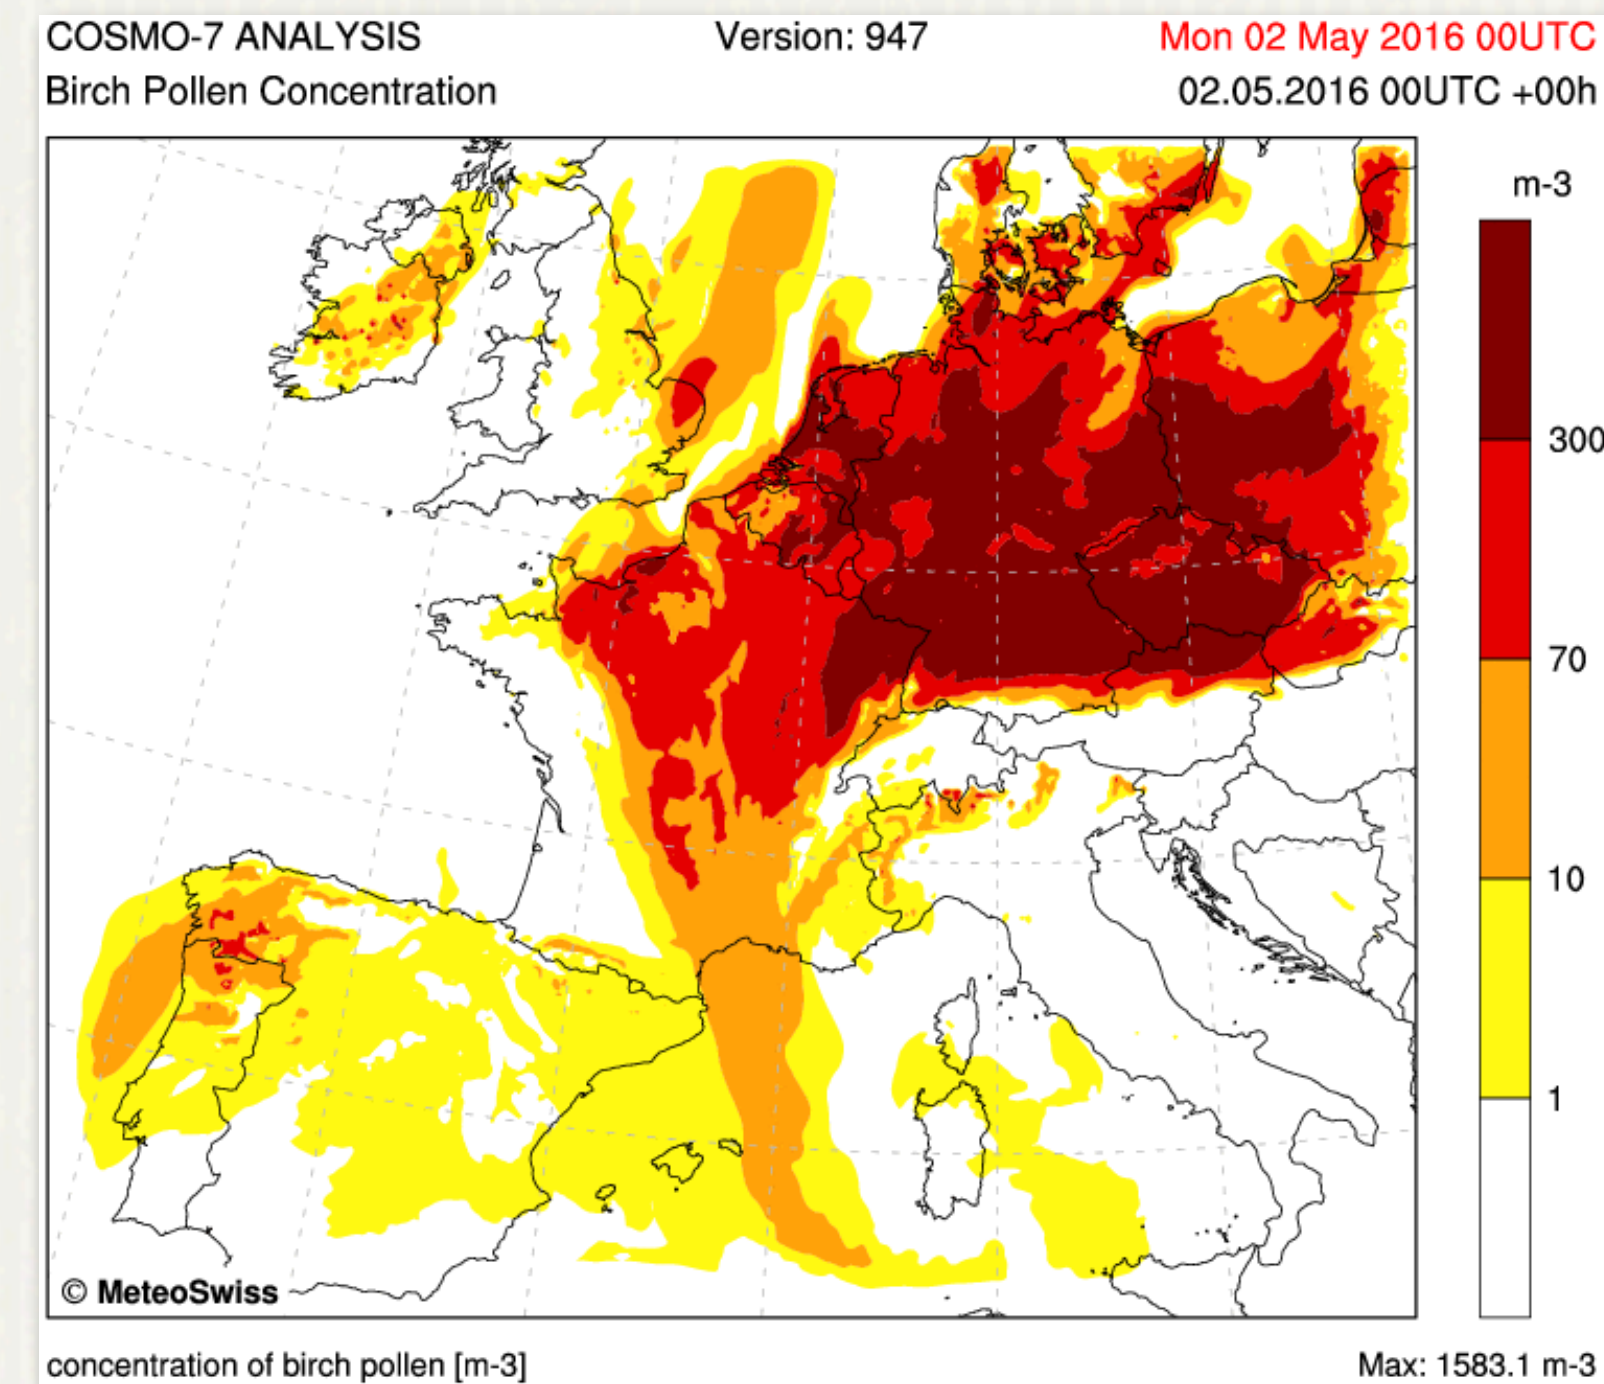 COSMO-7 ANALYSIS Version: 947 Mon 02 May 2016 00UTC
Birch Pollen Concentration 02.05.2016 00UTC +00h
m-3
300
70
10
1
© MeteoSwiss
concentration of birch pollen [m-3] Max: 1583.1 m-3